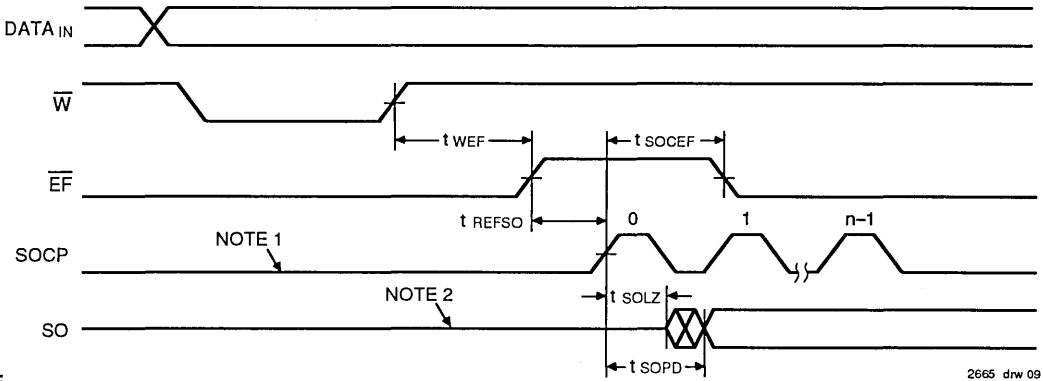 DATA IN
W
t WEF
t SOCEF
EF
t REFSO
0
1
n–1
NOTE 1
SOCP
NOTE 2
t SOLZ
SO
t SOPD
2665 drw 09